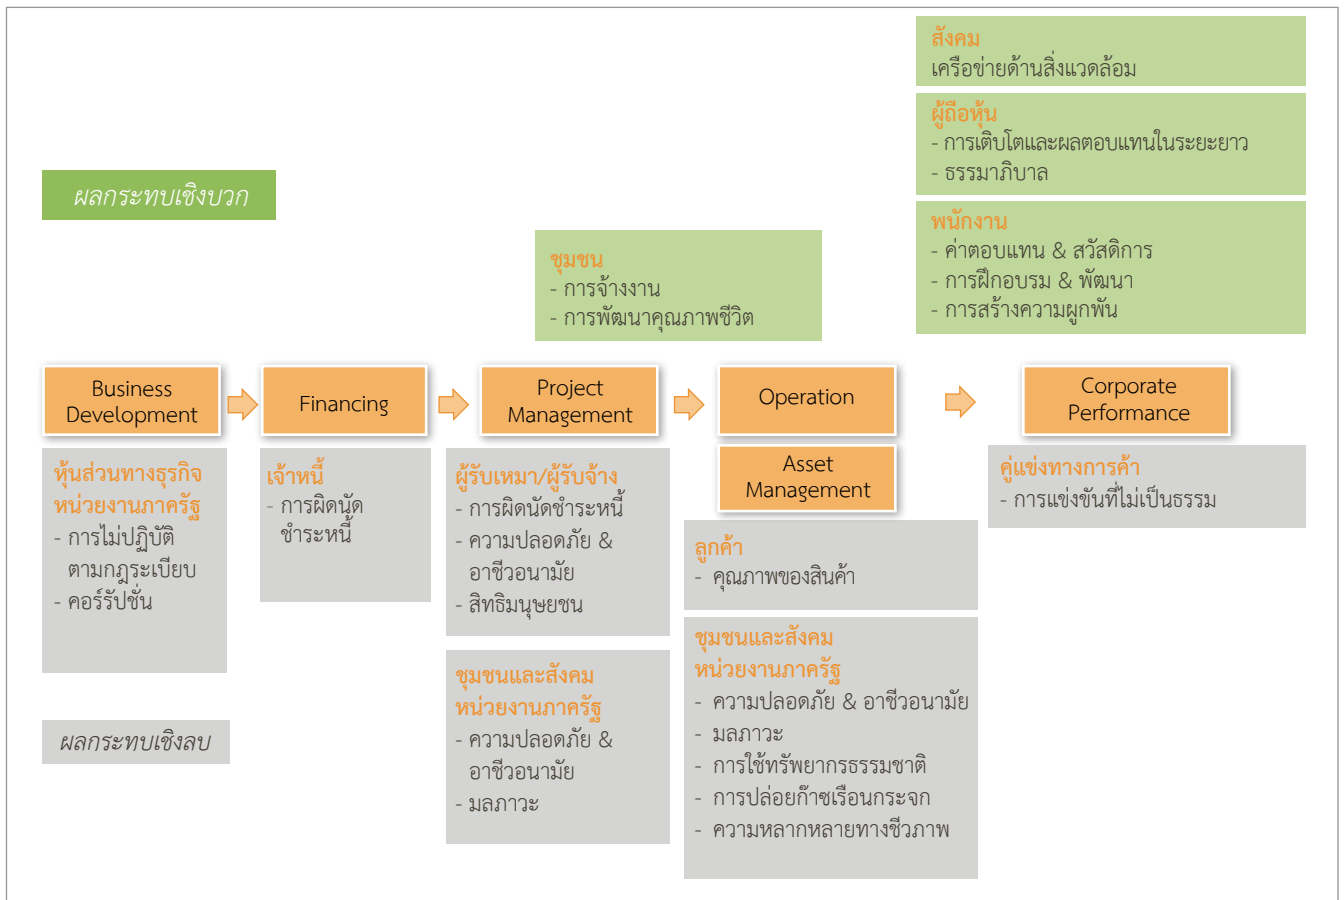 สังคม
เครือข่ายด้านสิ่งแวดล้อม
ผู้ถือหุ้น
- การเติบโตและผลตอบแทนในระยะยาว
- ธรรมาภิบาล
ผลกระทบเชิงบวก
พนักงาน
- ค่าตอบแทน & สวัสดิการ
- การฝึกอบรม & พัฒนา
- การสร้างความผูกพัน
ชุมชน
- การจ้างงาน
- การพัฒนาคุณภาพชีวิต
Business
Development
Financing
Project
Management
Operation
Asset
Management
Corporate
Performance
หุ้นส่วนทางธุรกิจ
หน่วยงานภาครัฐ
- การไม่ปฏิบัติ
ตามกฎระเบียบ
- คอร์รัปชั่น
เจ้าหนี้
- การผิดนัด
ชำระหนี้
ผู้รับเหมา/ผู้รับจ้าง
- การผิดนัดชำระหนี้
- ความปลอดภัย &
อาชีวอนามัย
- สิทธิมนุษยชน
ชุมชนและสังคม
หน่วยงานภาครัฐ
- ความปลอดภัย &
อาชีวอนามัย
- มลภาวะ
ลูกค้า
- คุณภาพของสินค้า
ชุมชนและสังคม
หน่วยงานภาครัฐ
- ความปลอดภัย & อาชีวอนามัย
- มลภาวะ
- การใช้ทรัพยากรธรรมชาติ
- การปล่อยก๊าซเรือนกระจก
- ความหลากหลายทางชีวภาพ
คู่แข่งทางการค้า
- การแข่งขันที่ไม่เป็นธรรม
ผลกระทบเชิงลบ